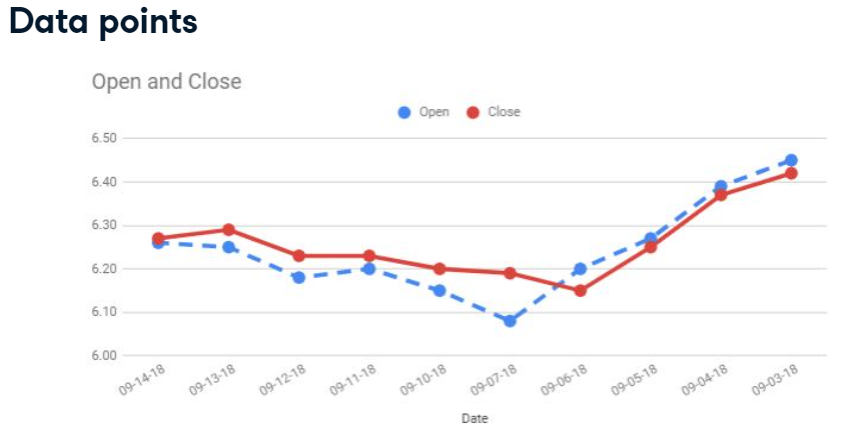 Data points
Open and Close
Open Close
6.50
6.40
6.30
6.20
6.10
6.00
09-14-18 09-13-18 09-12-18 09-11-18 09-10-18 09-07-18 09-06-18 09-05-18 09-04-18 09-03-18
Date